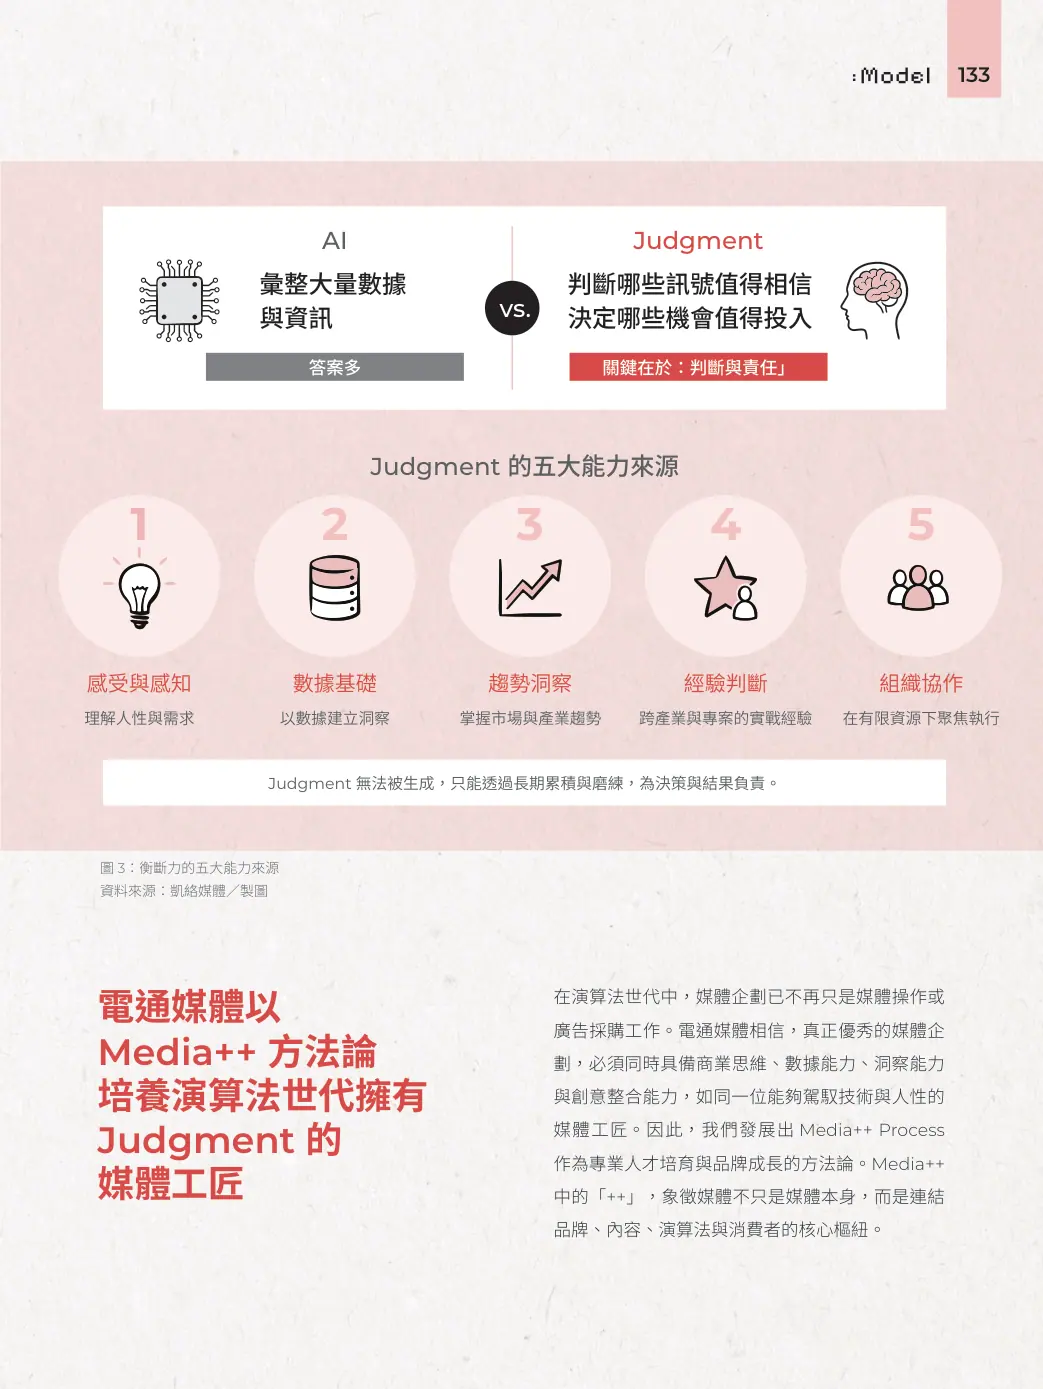 :Model 133
AI
彙整大量數據
與資訊
答案多
vs.
Judgment
判斷哪些訊號值得相信
決定哪些機會值得投入
關鍵在於：判斷與責任」
Judgment 的五大能力來源
1
感受與感知
理解人性與需求
2
數據基礎
以數據建立洞察
3
趨勢洞察
掌握市場與產業趨勢
4
經驗判斷
跨產業與專案的實戰經驗
5
組織協作
在有限資源下聚焦執行
Judgment 無法被生成，只能透過長期累積與磨練，為決策與結果負責。
圖 3：衡斷力的五大能力來源
資料來源：凱絡媒體／製圖
電通媒體以
Media++ 方法論
培養演算法世代擁有
Judgment 的
媒體工匠
在演算法世代中，媒體企劃已不再只是媒體操作或
廣告採購工作。電通媒體相信，真正優秀的媒體企
劃，必須同時具備商業思維、數據能力、洞察能力
與創意整合能力，如同一位能夠駕馭技術與人性的
媒體工匠。因此，我們發展出 Media++ Process
作為專業人才培育與品牌成長的方法論。Media++
中的「++」，象徵媒體不只是媒體本身，而是連結
品牌、內容、演算法與消費者的核心樞紐。